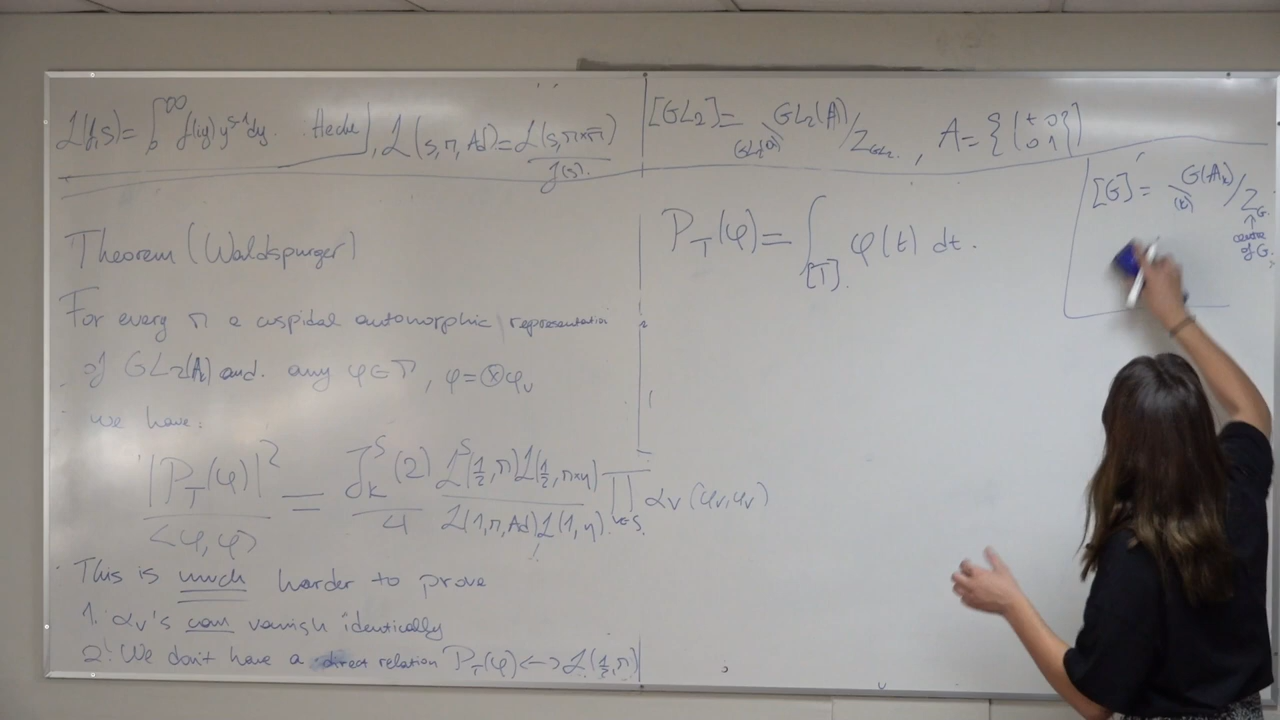 L(f,s) = ∫₀^∞ f(iy) y^{s-1} dy. Hecke, L(s,π,Ad) = L(s,π×π̃) / ζ(s).
[GL₂] = GL₂(k)\GL₂(A)/Z_{GL₂}, A = {(t 0 / 0 1)}
[G] = G(k)\G(A_k)/Z_G.
↑
centre
of G.
P_T(φ) = ∫_{[T]} φ(t) dt.
Theorem (Waldspurger)
For every π a cuspidal automorphic representation
of GL₂(A_k) and any φ∈π, φ=⊗φ_v
we have:
|P_T(φ)|² / <φ,φ> = ζ_k^S(2)/4 L^S(½,π)L(½,π×η) / L(1,π,Ad)L(1,η) ∏_{v∈S} α_v(φ_v,φ_v)
This is much harder to prove
1. α_v's can vanish identically
2. We don't have a direct relation P_T(φ) <-> L(½,π)